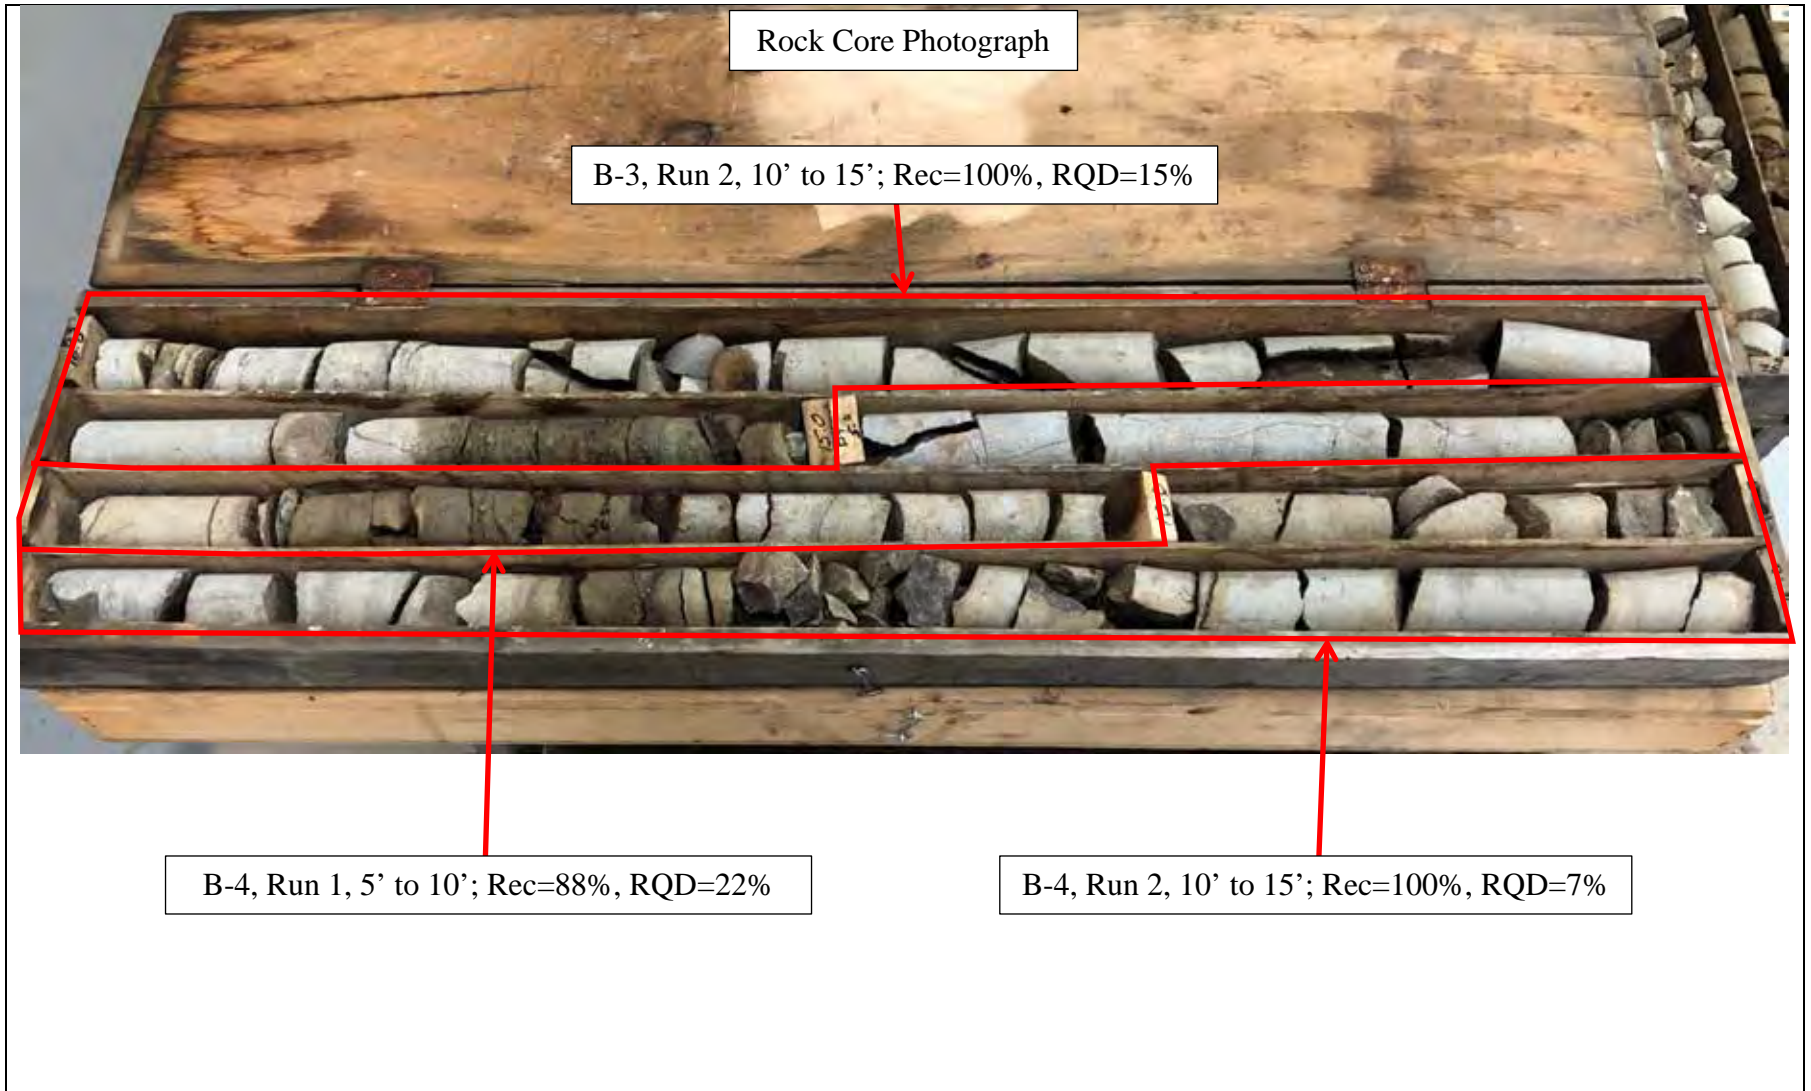 Rock Core Photograph
B-3, Run 2, 10’ to 15’; Rec=100%, RQD=15%
B-4, Run 1, 5’ to 10’; Rec=88%, RQD=22%
B-4, Run 2, 10’ to 15’; Rec=100%, RQD=7%